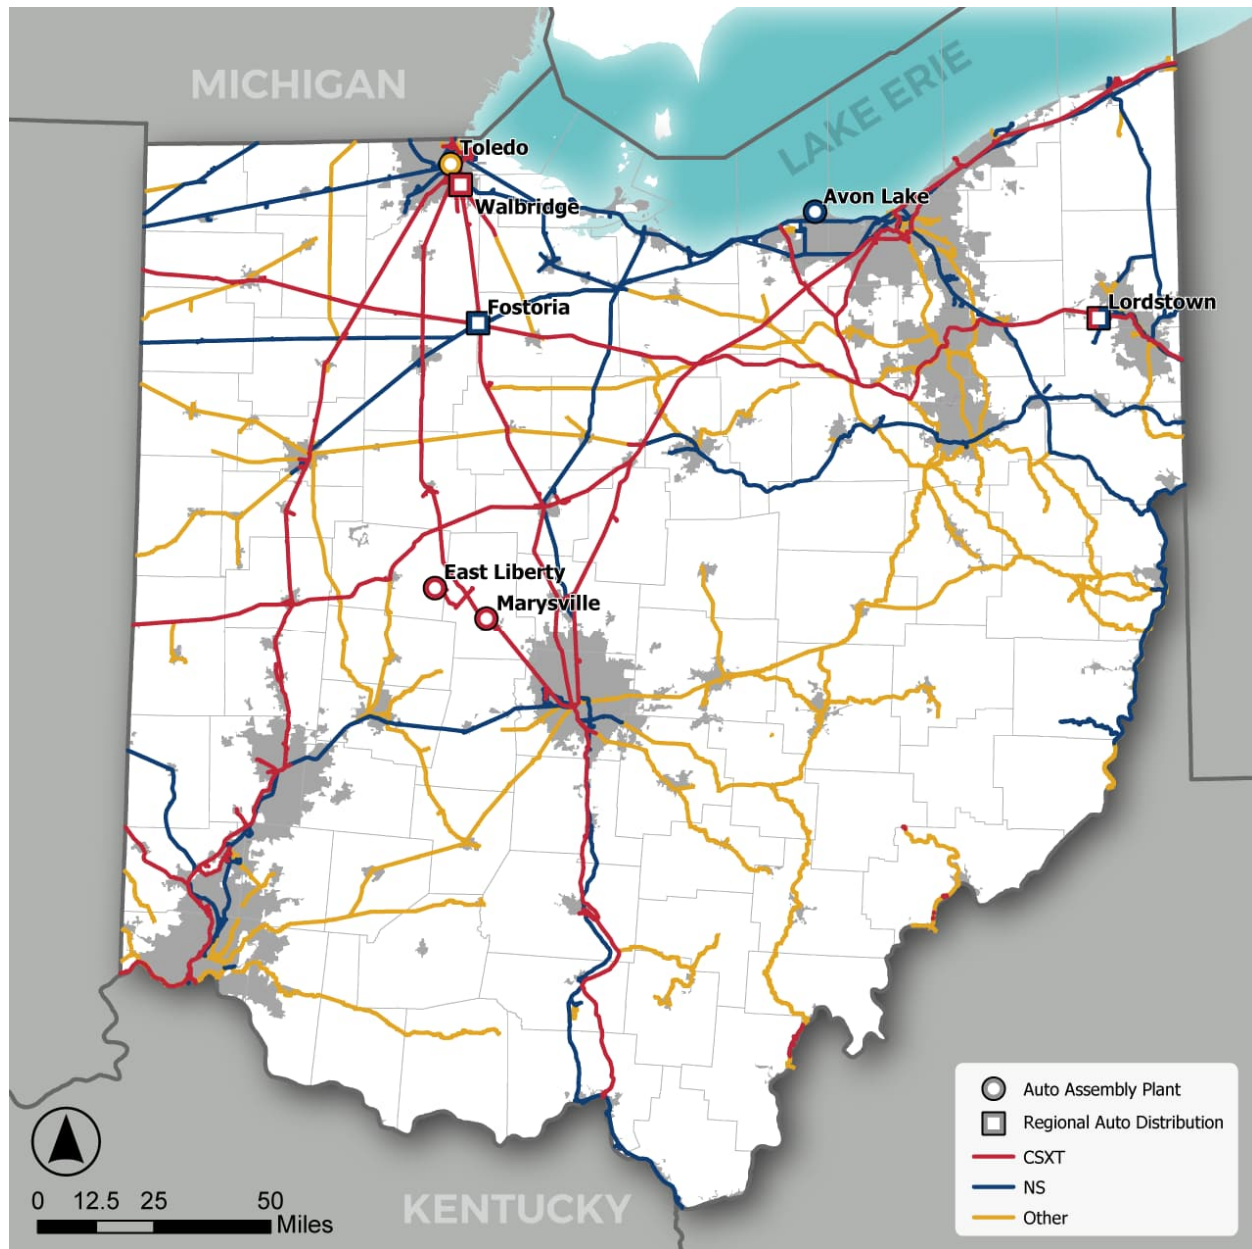 MICHIGAN
LAKE ERIE
Toledo
Walbridge
Avon Lake
Fostoria
Lordstown
East Liberty
Marysville
Auto Assembly Plant
Regional Auto Distribution
CSXT
NS
Other
0 12.5 25 50
Miles
KENTUCKY